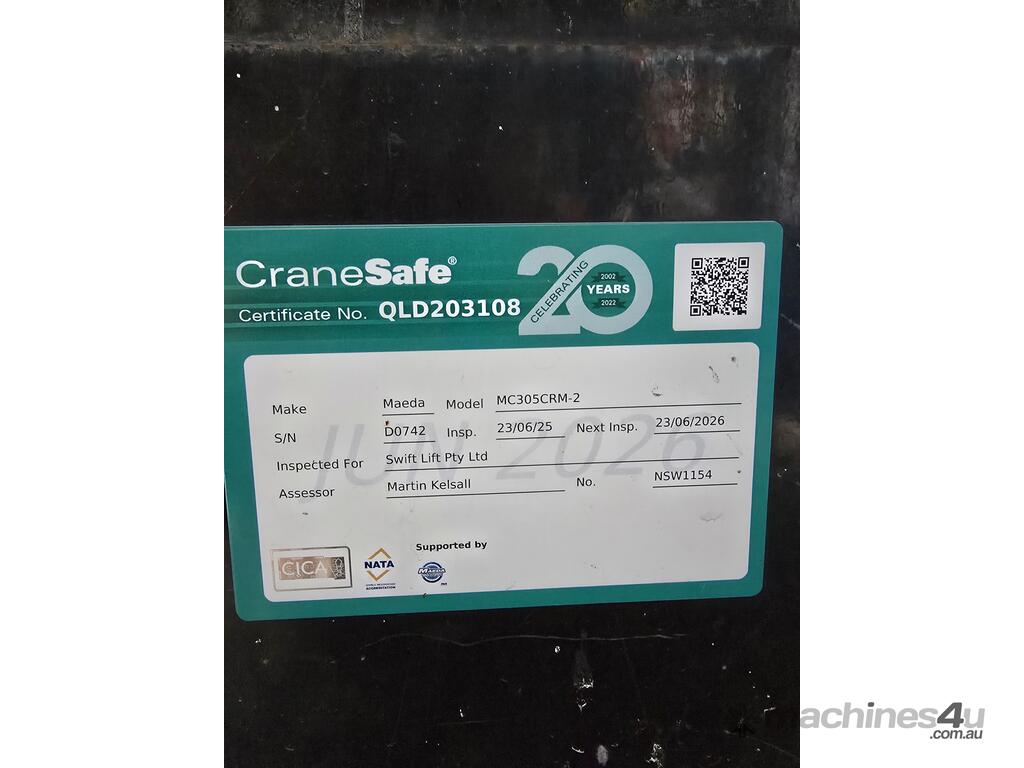 CraneSafe®
Certificate No. QLD203108
CELEBRATING 20 YEARS
2002
2022
Make Maeda Model MC305CRM-2
S/N D0742 Insp. 23/06/25 Next Insp. 23/06/2026
JUN 2026
Inspected For Swift Lift Pty Ltd
Assessor Martin Kelsall No. NSW1154
Supported by
CICA
NATA
ACCREDITATION
MAEDA
machines4u
.com.au